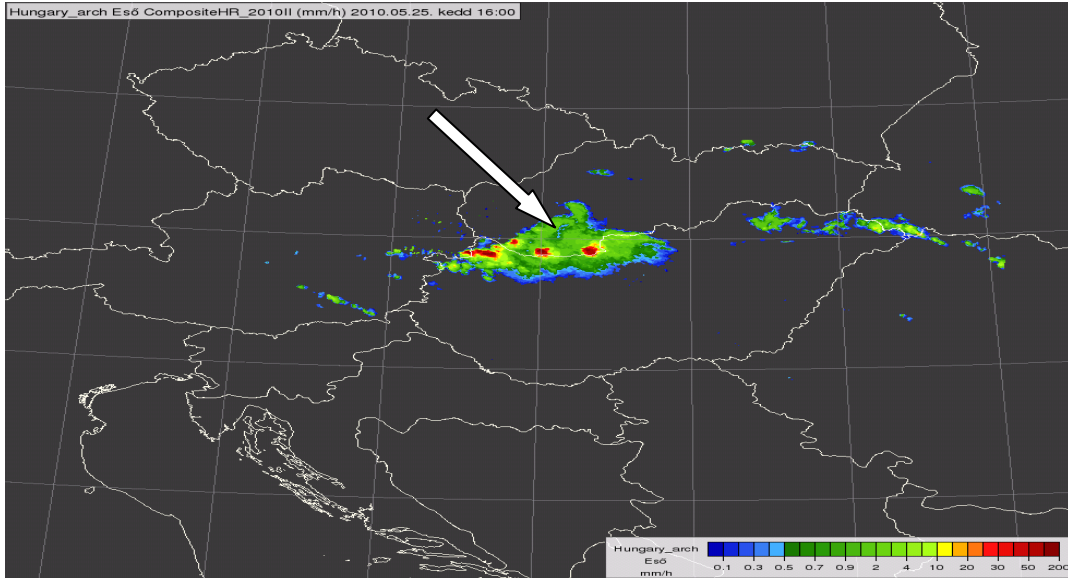 Hungary_arch Eső CompositeHR_2010II (mm/h) 2010.05.25. kedd 16:00
Hungary_arch
Eső
mm/h
0.1 0.3 0.5 0.7 0.9 2 4 10 20 30 50 200